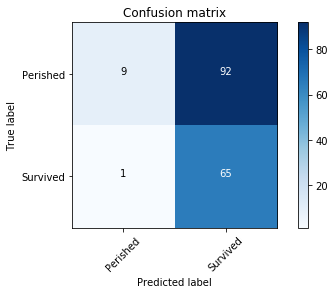 Confusion matrix
True label
Perished
9
92
80
60
Survived
1
65
40
20
Perished
Survived
Predicted label